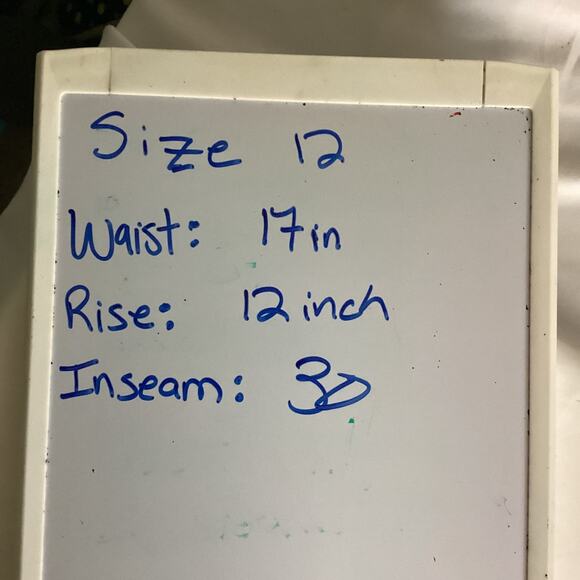 Size 12
Waist: 17in
Rise: 12 inch
Inseam: 30